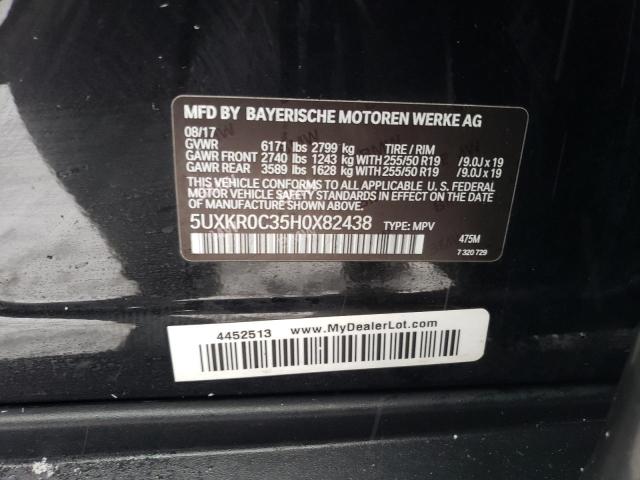 MFD BY BAYERISCHE MOTOREN WERKE AG
08/17
GVWR 6171 lbs 2799 kg TIRE / RIM
GAWR FRONT 2740 lbs 1243 kg WITH 255/50 R19 /9.0J x 19
GAWR REAR 3589 lbs 1628 kg WITH 255/50 R19 /9.0J x 19
THIS VEHICLE CONFORMS TO ALL APPLICABLE U. S. FEDERAL
MOTOR VEHICLE SAFETY STANDARDS IN EFFECT ON THE DATE
OF MANUFACTURE SHOWN ABOVE.
5UXKR0C35H0X82438 TYPE: MPV
475M
7 320 729
4452513 www.MyDealerLot.com